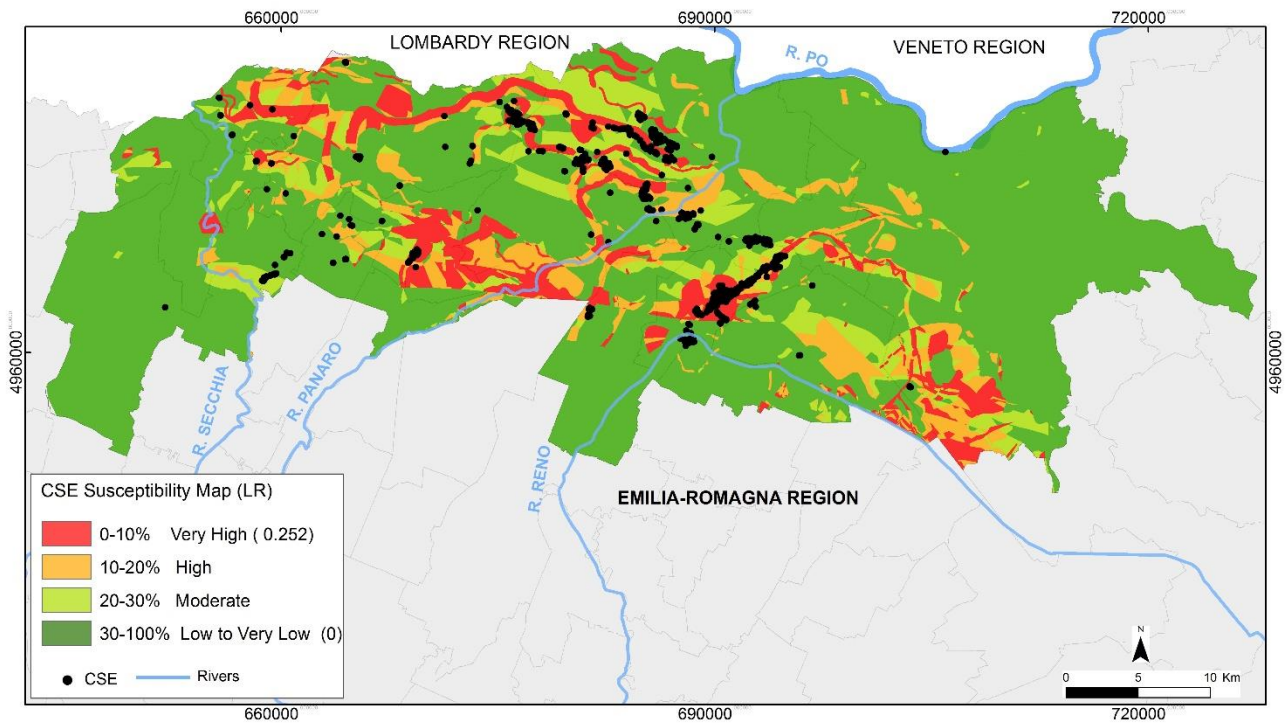 660000
690000
720000
LOMBARDY REGION
VENETO REGION
R. PO
4960000
4960000
R. SECCHIA
R. PANARO
R. RENO
EMILIA-ROMAGNA REGION
CSE Susceptibility Map (LR)
0-10% Very High ( 0.252)
10-20% High
20-30% Moderate
30-100% Low to Very Low (0)
CSE
Rivers
N
0 5 10 Km
660000
690000
720000